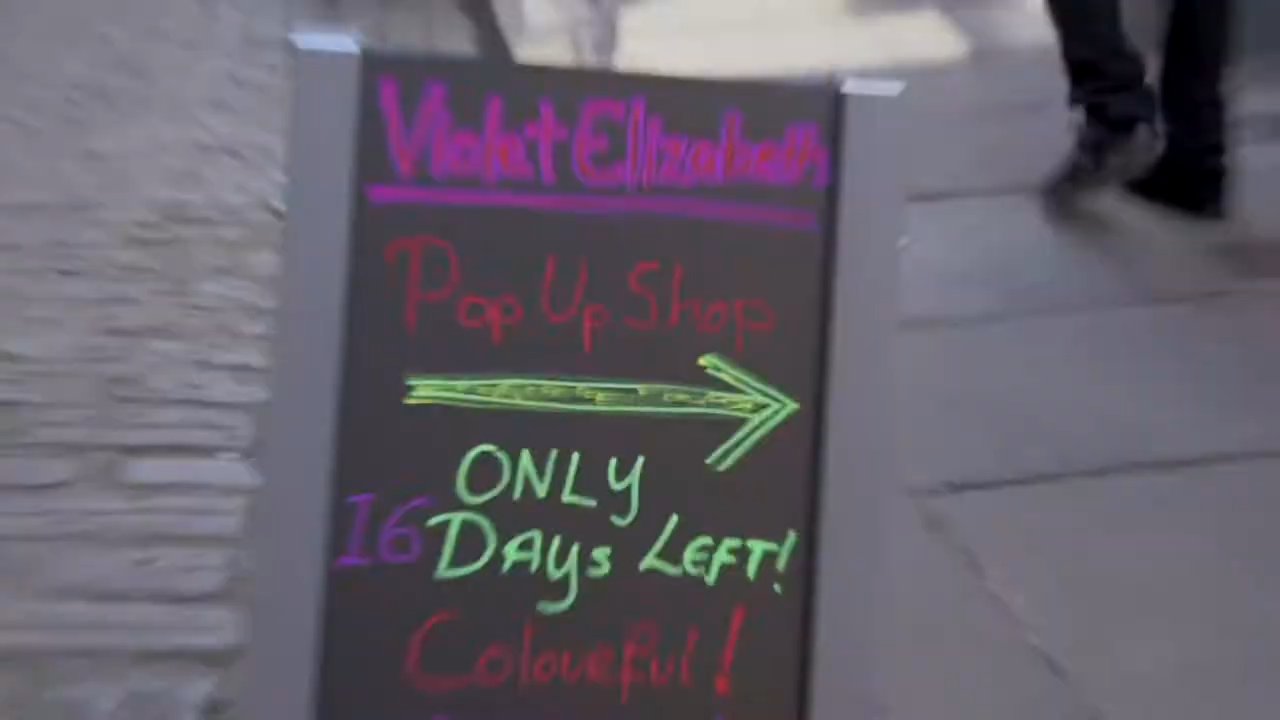 Violet Elizabeth
Pop Up Shop
ONLY
16 DAYS LEFT!
Colourful!